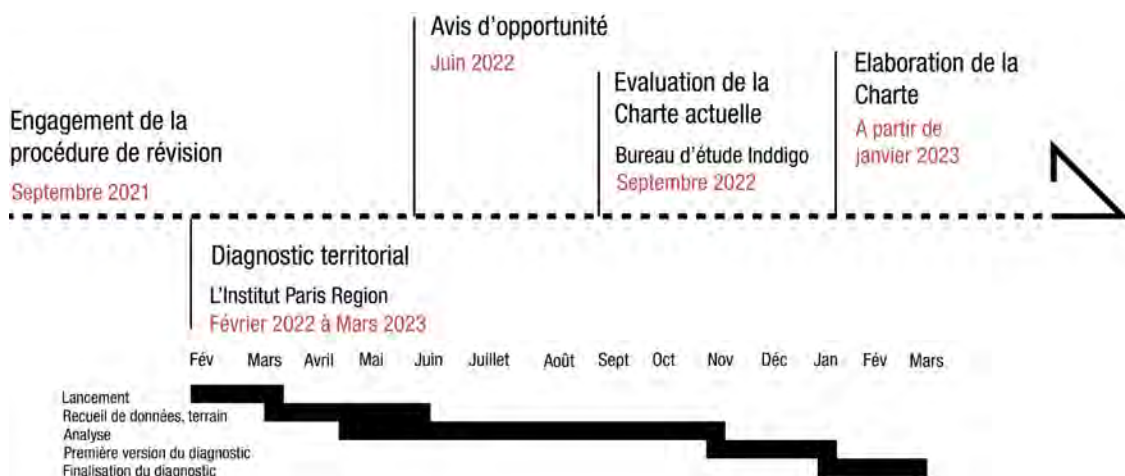 Engagement de la
procédure de révision
Septembre 2021
Avis d'opportunité
Juin 2022
Evaluation de la
Charte actuelle
Bureau d'étude Inddigo
Septembre 2022
Elaboration de la
Charte
A partir de
janvier 2023
Diagnostic territorial
L'Institut Paris Region
Février 2022 à Mars 2023
Fév Mars Avril Mai Juin Juillet Août Sept Oct Nov Déc Jan Fév Mars
Lancement
Recueil de données, terrain
Analyse
Première version du diagnostic
Finalisation du diagnostic